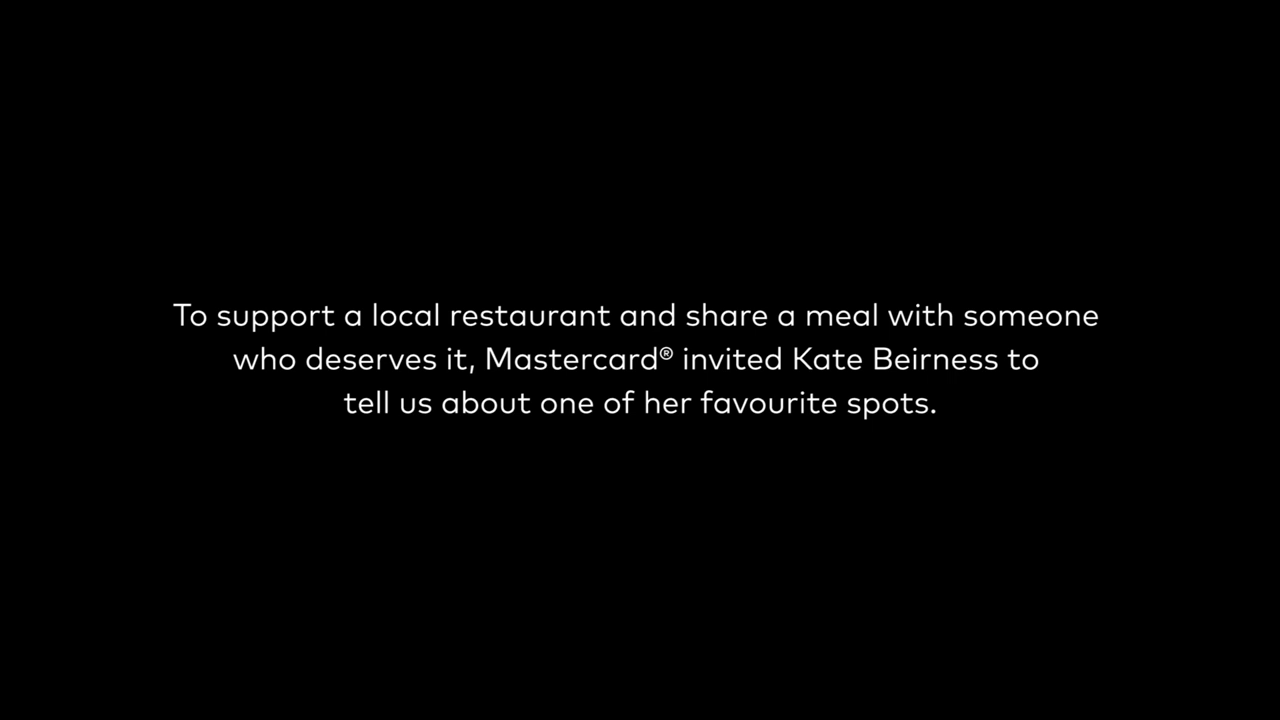 To support a local restaurant and share a meal with someone
who deserves it, Mastercard® invited Kate Beirness to
tell us about one of her favourite spots.